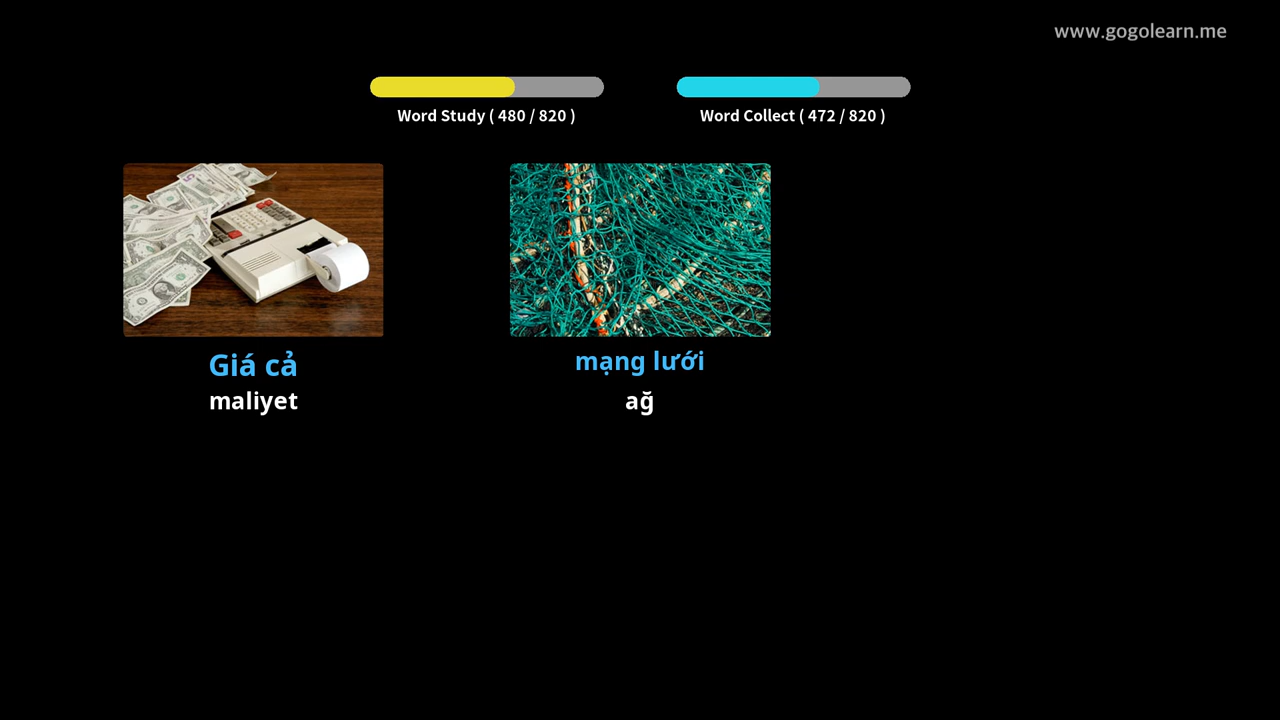 www.gogolearn.me
Word Study ( 480 / 820 )
Word Collect ( 472 / 820 )
Giá cả
maliyet
mạng lưới
ağ